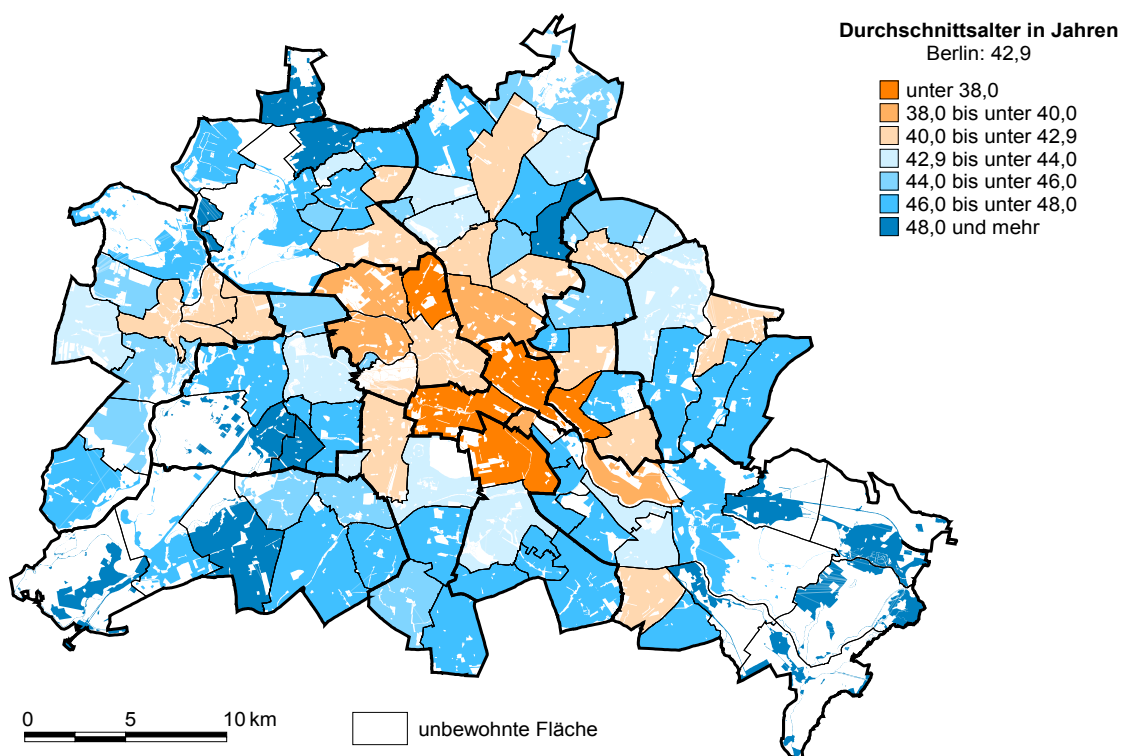 Durchschnittsalter in Jahren
Berlin: 42,9
unter 38,0
38,0 bis unter 40,0
40,0 bis unter 42,9
42,9 bis unter 44,0
44,0 bis unter 46,0
46,0 bis unter 48,0
48,0 und mehr
0 5 10 km
unbewohnte Fläche